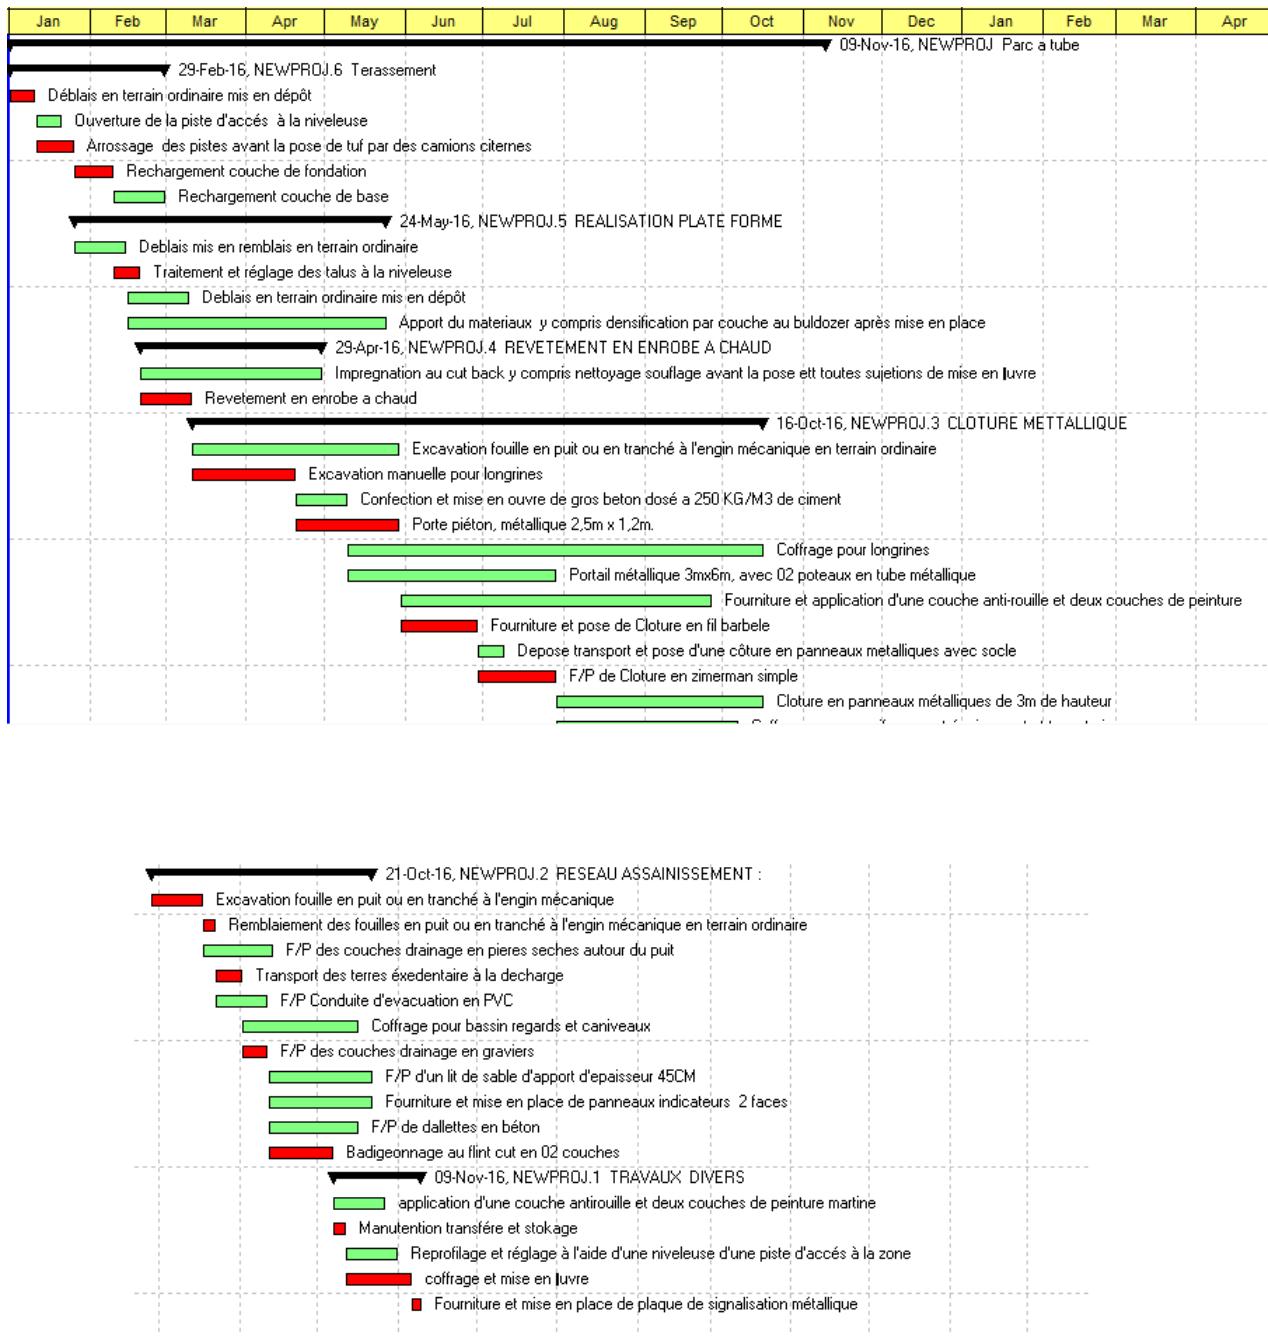 Jan Feb Mar Apr May Jun Jul Aug Sep Oct Nov Dec Jan Feb Mar Apr
09-Nov-16, NEWPROJ Parc a tube
29-Feb-16, NEWPROJ.6 Terassement
Déblais en terrain ordinaire mis en dépôt
Ouverture de la piste d'accés à la niveleuse
Arrossage des pistes avant la pose de tuf par des camions citernes
Rechargement couche de fondation
Rechargement couche de base
24-May-16, NEWPROJ.5 REALISATION PLATE FORME
Deblais mis en remblais en terrain ordinaire
Traitement et réglage des talus à la niveleuse
Deblais en terrain ordinaire mis en dépôt
Apport du materiaux y compris densification par couche au buldozer après mise en place
29-Apr-16, NEWPROJ.4 REVETEMENT EN ENROBE A CHAUD
Impregnation au cut back y compris nettoyage souflage avant la pose ett toutes sujetions de mise en |uvre
Revetement en enrobe a chaud
16-Oct-16, NEWPROJ.3 CLOTURE METTALLIQUE
Excavation fouille en puit ou en tranché à l'engin mécanique en terrain ordinaire
Excavation manuelle pour longrines
Confection et mise en ouvre de gros beton dosé a 250 KG/M3 de ciment
Porte piéton, métallique 2,5m x 1,2m.
Coffrage pour longrines
Portail métallique 3mx6m, avec 02 poteaux en tube métallique
Fourniture et application d'une couche anti-rouille et deux couches de peinture
Fourniture et pose de Cloture en fil barbele
Depose transport et pose d'une côture en panneaux metalliques avec socle
F/P de Cloture en zimerman simple
Cloture en panneaux métalliques de 3m de hauteur
21-Oct-16, NEWPROJ.2 RESEAU ASSAINISSEMENT :
Excavation fouille en puit ou en tranché à l'engin mécanique
Remblaiement des fouilles en puit ou en tranché à l'engin mécanique en terrain ordinaire
F/P des couches drainage en pieres seches autour du puit
Transport des terres éxedentaire à la decharge
F/P Conduite d'evacuation en PVC
Coffrage pour bassin regards et caniveaux
F/P des couches drainage en graviers
F/P d'un lit de sable d'apport d'epaisseur 45CM
Fourniture et mise en place de panneaux indicateurs 2 faces
F/P de dallettes en béton
Badigeonnage au flint cut en 02 couches
09-Nov-16, NEWPROJ.1 TRAVAUX DIVERS
application d'une couche antirouille et deux couches de peinture martine
Manutention transfére et stokage
Reprofilage et réglage à l'aide d'une niveleuse d'une piste d'accés à la zone
coffrage et mise en |uvre
Fourniture et mise en place de plaque de signalisation métallique